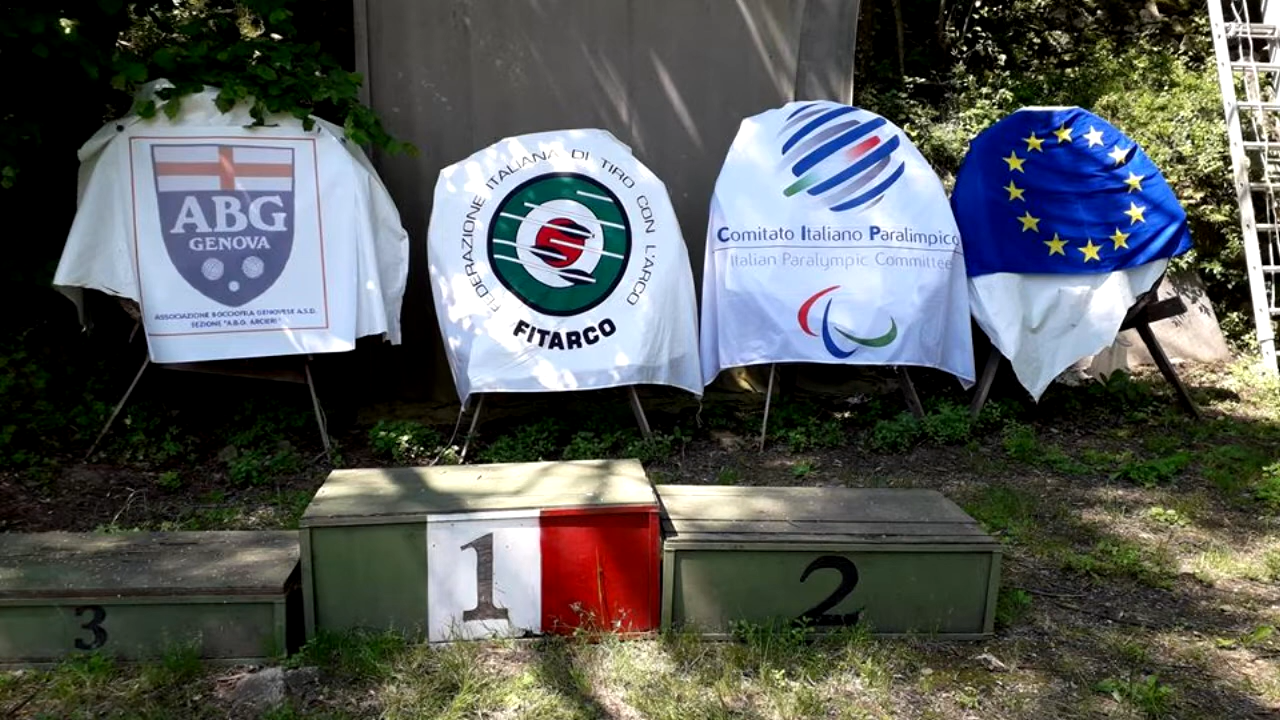 ABG
GENOVA
ASSOCIAZIONE BOCCIOFILA GENOVESE A.S.D.
SEZIONE "A.B.G. ARCIERI"
FEDERAZIONE ITALIANA DI TIRO CON L'ARCO
FITARCO
Comitato Italiano Paralimpico
Italian Paralympic Committee
3
1
2